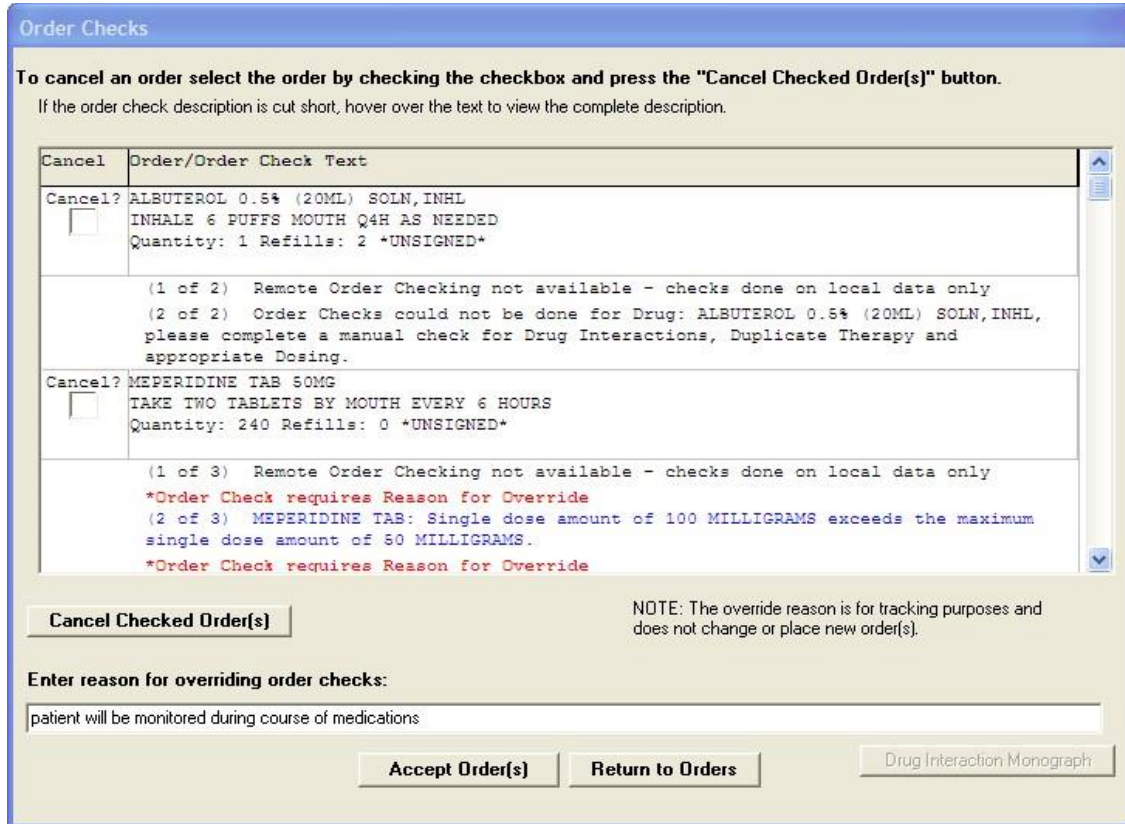 Order Checks
To cancel an order select the order by checking the checkbox and press the "Cancel Checked Order(s)" button.
If the order check description is cut short, hover over the text to view the complete description.
Cancel Order/Order Check Text
Cancel? ALBUTEROL 0.5% (20ML) SOLN,INHL
INHALE 6 PUFFS MOUTH Q4H AS NEEDED
Quantity: 1 Refills: 2 *UNSIGNED*
(1 of 2) Remote Order Checking not available - checks done on local data only
(2 of 2) Order Checks could not be done for Drug: ALBUTEROL 0.5% (20ML) SOLN,INHL,
please complete a manual check for Drug Interactions, Duplicate Therapy and
appropriate Dosing.
Cancel? MEPERIDINE TAB 50MG
TAKE TWO TABLETS BY MOUTH EVERY 6 HOURS
Quantity: 240 Refills: 0 *UNSIGNED*
(1 of 3) Remote Order Checking not available - checks done on local data only
*Order Check requires Reason for Override
(2 of 3) MEPERIDINE TAB: Single dose amount of 100 MILLIGRAMS exceeds the maximum
single dose amount of 50 MILLIGRAMS.
*Order Check requires Reason for Override
Cancel Checked Order(s)
NOTE: The override reason is for tracking purposes and
does not change or place new order(s).
Enter reason for overriding order checks:
patient will be monitored during course of medications
Accept Order(s) Return to Orders Drug Interaction Monograph